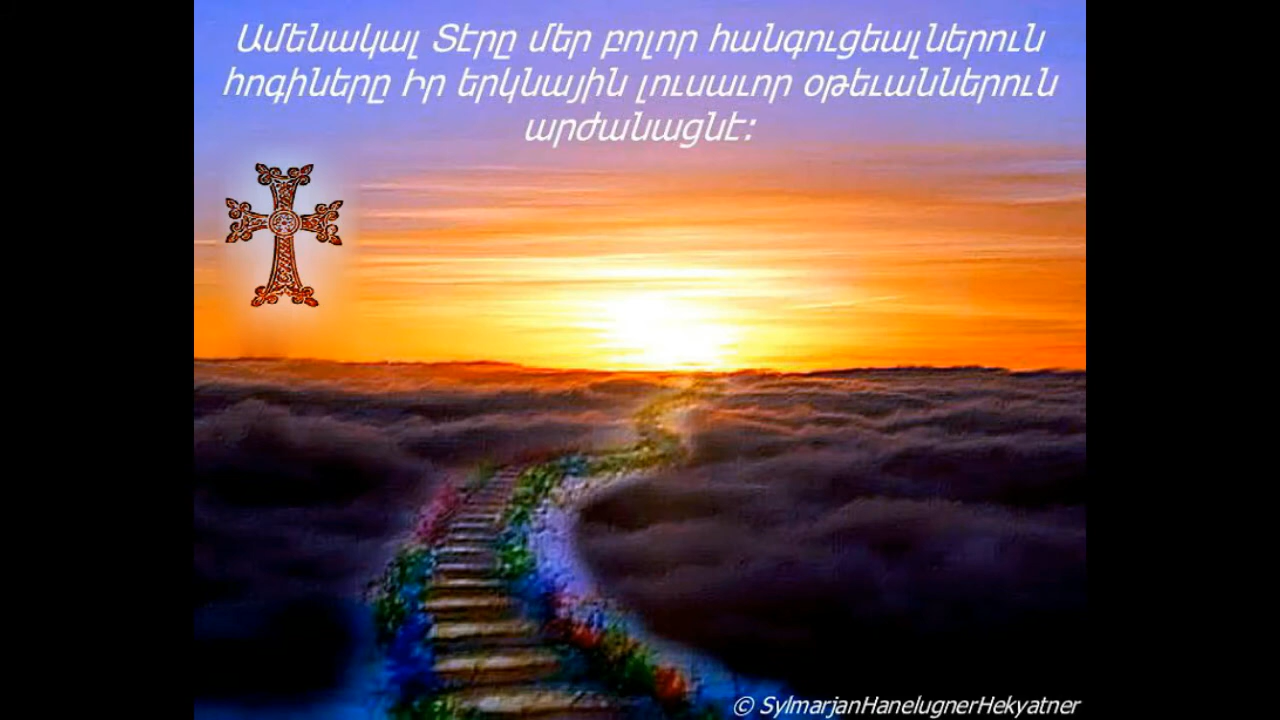 Ամենակալ Տէրը մեր բոլոր հանգուցեալներուն
հոգիները Իր երկնային լուսաւոր օթեւաններուն
արժանացնէ:
© SylmarjanHanelugnerHekyatner